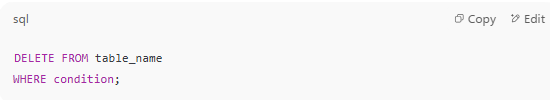 sql Copy Edit
DELETE FROM table_name
WHERE condition;